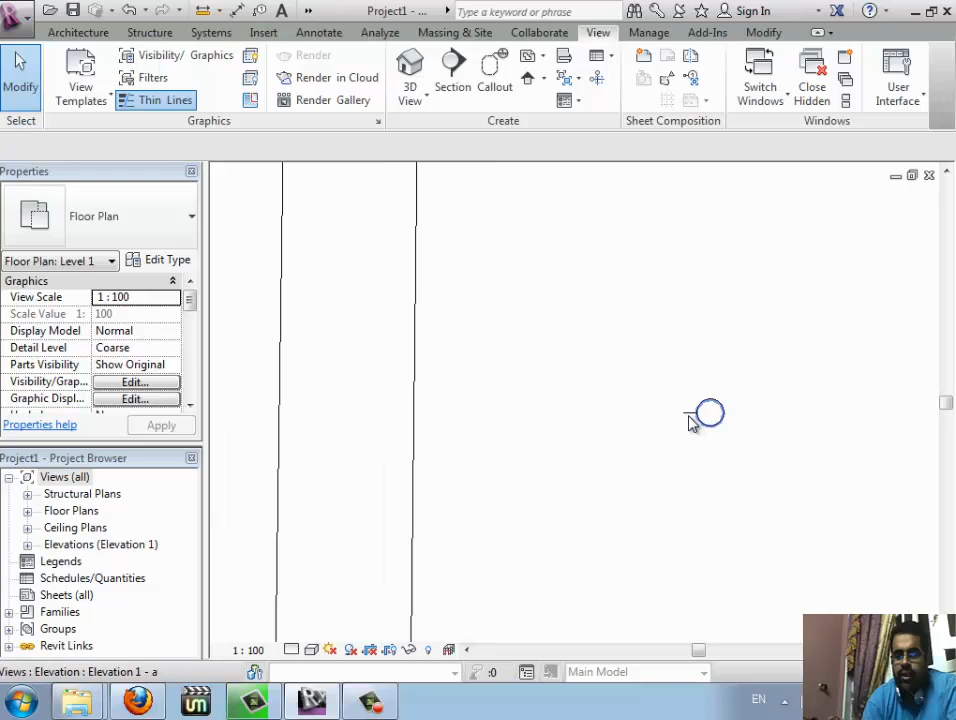 Project1 - ...
Type a keyword or phrase
Sign In
Architecture Structure Systems Insert Annotate Analyze Massing & Site Collaborate View Manage Add-Ins Modify
Modify
View Templates
Visibility/ Graphics
Filters
Thin Lines
Render
Render in Cloud
Render Gallery
3D View
Section
Callout
Switch Windows
Close Hidden
User Interface
Select
Graphics
Create
Sheet Composition
Windows
Properties
Floor Plan
Floor Plan: Level 1
Edit Type
Graphics
View Scale 1 : 100
Scale Value 1: 100
Display Model Normal
Detail Level Coarse
Parts Visibility Show Original
Visibility/Grap... Edit...
Graphic Displ... Edit...
Properties help
Apply
Project1 - Project Browser
Views (all)
Structural Plans
Floor Plans
Ceiling Plans
Elevations (Elevation 1)
Legends
Schedules/Quantities
Sheets (all)
Families
Groups
Revit Links
1 : 100
Views : Elevation : Elevation 1 - a
:0
Main Model
EN